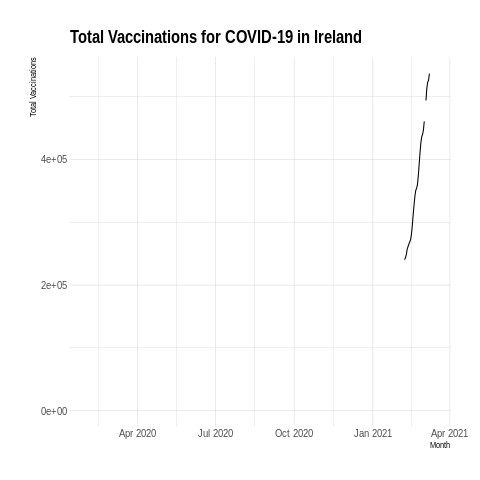 Total Vaccinations for COVID-19 in Ireland
Total Vaccinations
4e+05
2e+05
0e+00
Apr 2020 Jul 2020 Oct 2020 Jan 2021 Apr 2021
Month